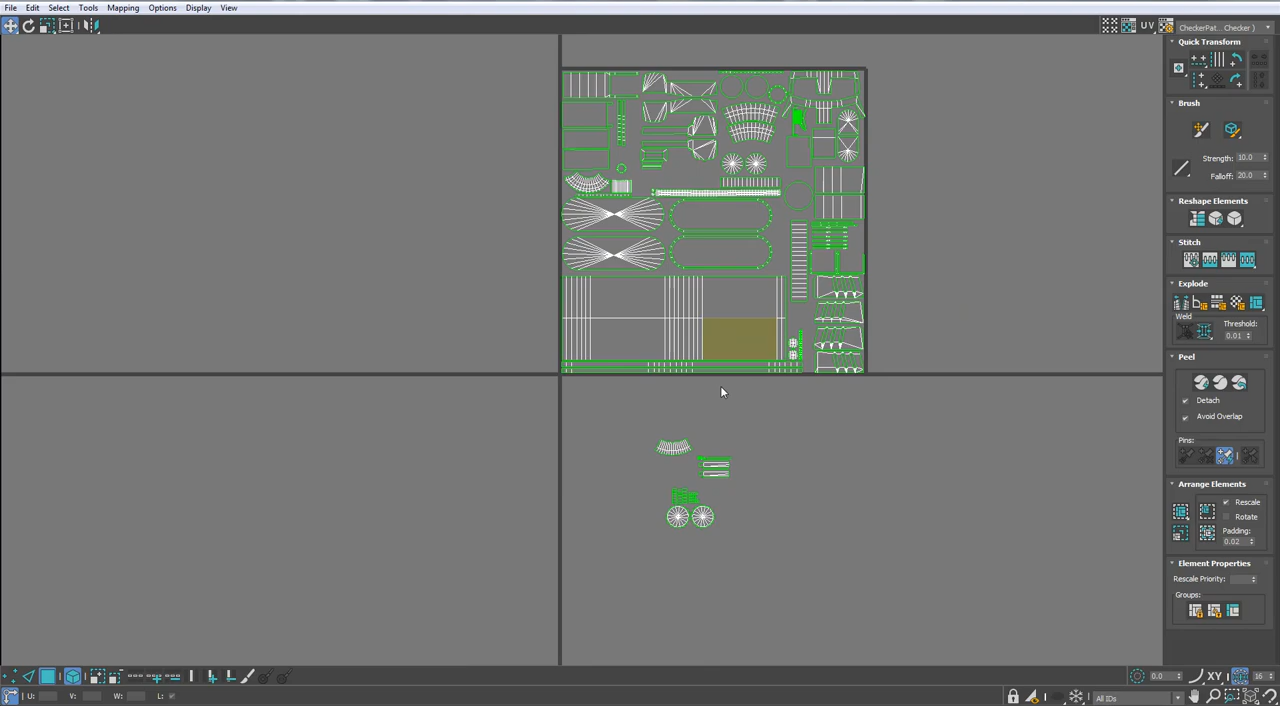 File Edit Select Tools Mapping Options Display View
UV CheckerPat... Checker )
Quick Transform
Brush
Strength: 10.0
Falloff: 20.0
Reshape Elements
Stitch
Explode
Weld
Threshold:
0.01
Peel
Detach
Avoid Overlap
Pins:
Arrange Elements
Rescale
Rotate
Padding:
0.02
Element Properties
Rescale Priority:
Groups:
0.0 XY 16
U: V: W: L: All IDs